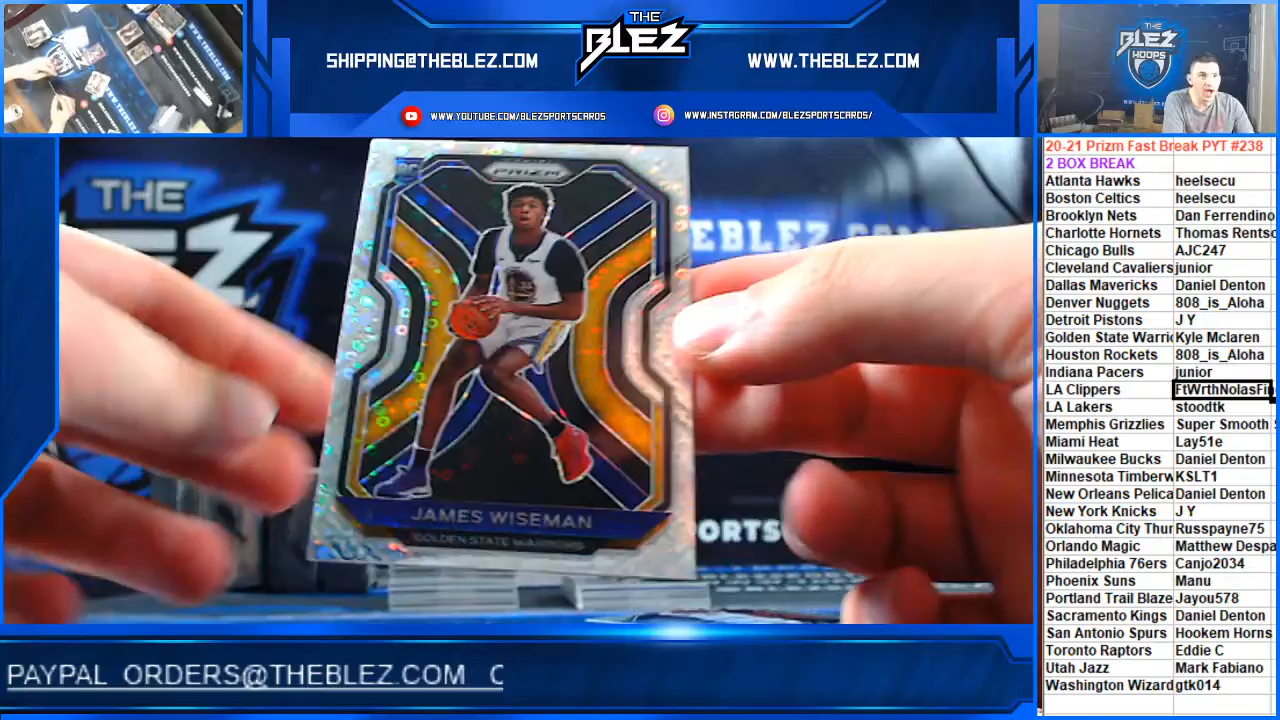 SHIPPING@THEBLEZ.COM
THE
BLEZ
WWW.THEBLEZ.COM
WWW.YOUTUBE.COM/BLEZSPORTSCARDS
WWW.INSTAGRAM.COM/BLEZSPORTSCARDS/
THE
BLEZ
HOOPS
20-21 Prizm Fast Break PYT #238
2 BOX BREAK
Atlanta Hawks heelsecu
Boston Celtics heelsecu
Brooklyn Nets Dan Ferrendino
Charlotte Hornets Thomas Rentsc
Chicago Bulls AJC247
Cleveland Cavaliers junior
Dallas Mavericks Daniel Denton
Denver Nuggets 808_is_Aloha
Detroit Pistons J Y
Golden State Warric Kyle Mclaren
Houston Rockets 808_is_Aloha
Indiana Pacers junior
LA Clippers FtWrthNolasFin
LA Lakers stoodtk
Memphis Grizzlies Super Smooth S
Miami Heat Lay51e
Milwaukee Bucks Daniel Denton
Minnesota Timberw KSLT1
New Orleans Pelica Daniel Denton
New York Knicks J Y
Oklahoma City Thun Russpayne75
Orlando Magic Matthew Despa
Philadelphia 76ers Canjo2034
Phoenix Suns Manu
Portland Trail Blaze Jayou578
Sacramento Kings Daniel Denton
San Antonio Spurs Hookem Horns
Toronto Raptors Eddie C
Utah Jazz Mark Fabiano
Washington Wizard gtk014
THE
EBLEZ.COM
RC
PRIZM
JAMES WISEMAN
GOLDEN STATE WARRIORS
PORTS
PAYPAL ORDERS@THEBLEZ.COM C